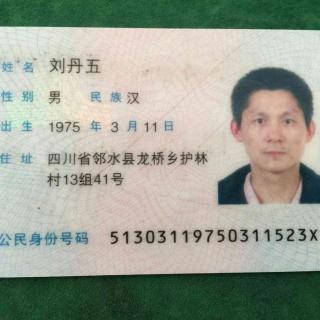 姓名 刘丹五
性别 男 民族 汉
出生 1975 年 3 月 11 日
住址 四川省邻水县龙桥乡护林
村13组41号
公民身份号码 51303119750311523X